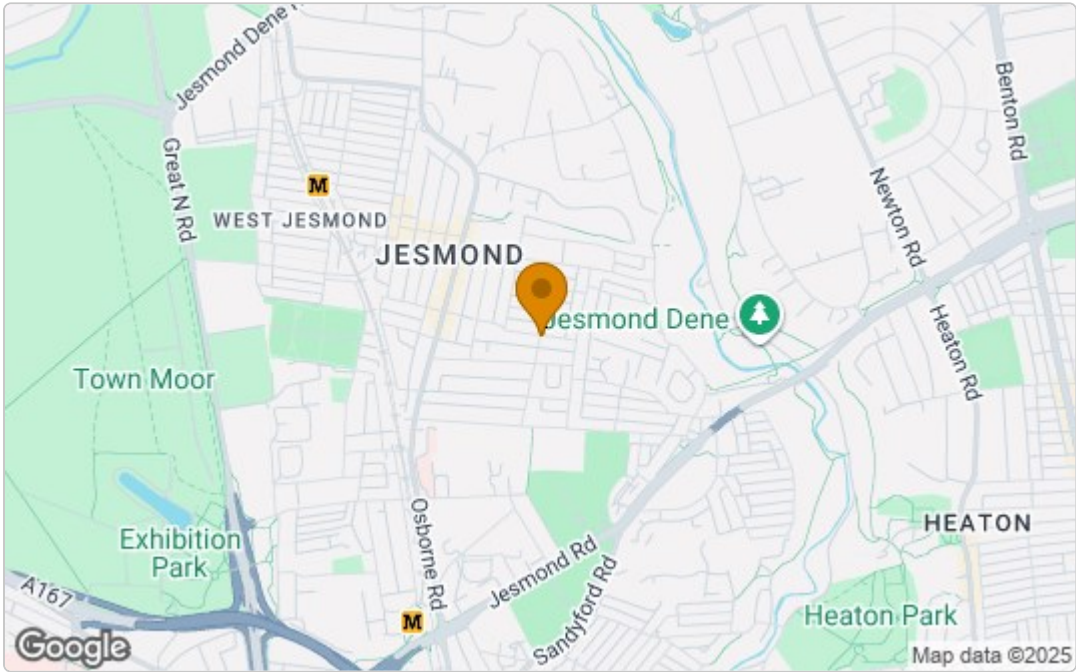 Jesmond Dene R
Great N Rd
M
WEST JESMOND
JESMOND
Benton Rd
Newton Rd
Jesmond Dene
Heaton Rd
Town Moor
Exhibition
Park
A167
Osborne Rd
Jesmond Rd
Sandyford Rd
M
HEATON
Heaton Park
Google
Map data ©2025